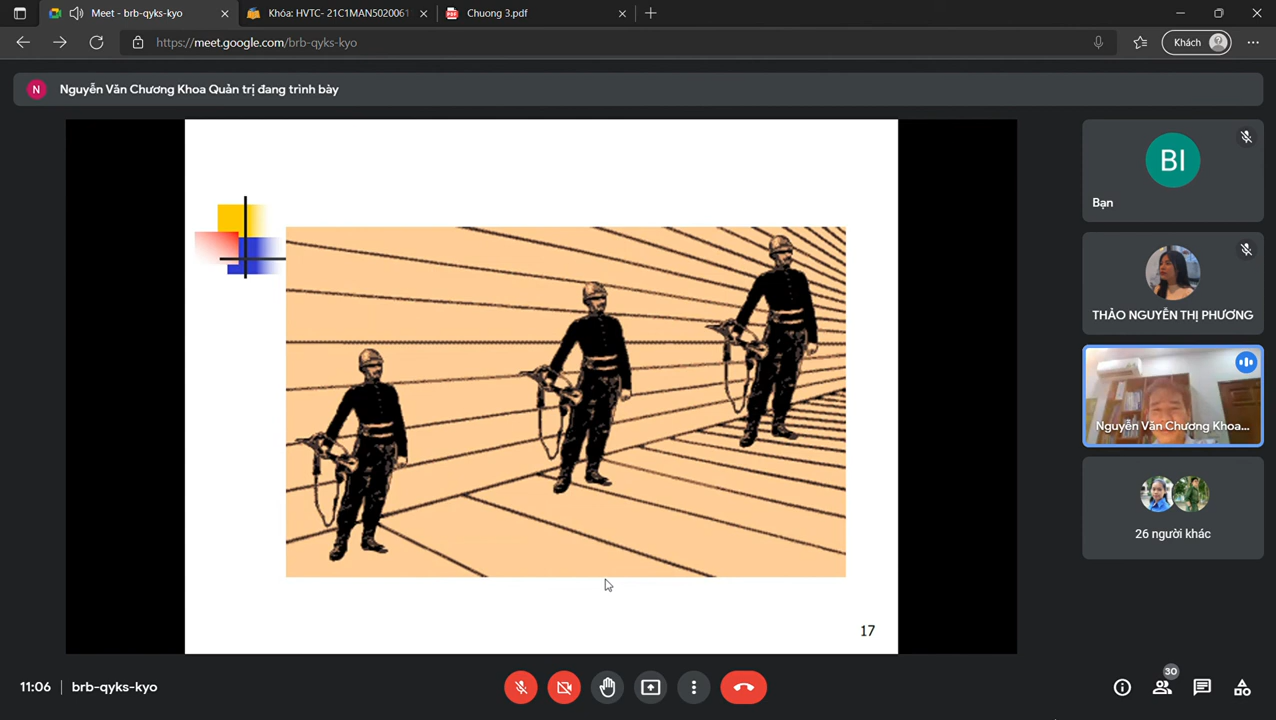 Meet - brb-qyks-kyo
Khóa: HVTC- 21C1MAN5020061
Chuong 3.pdf
https://meet.google.com/brb-qyks-kyo
Khách
N
Nguyễn Văn Chương Khoa Quản trị đang trình bày
BI
Bạn
THẢO NGUYỄN THỊ PHƯƠNG
Nguyễn Văn Chương Khoa...
26 người khác
17
11:06
brb-qyks-kyo
30